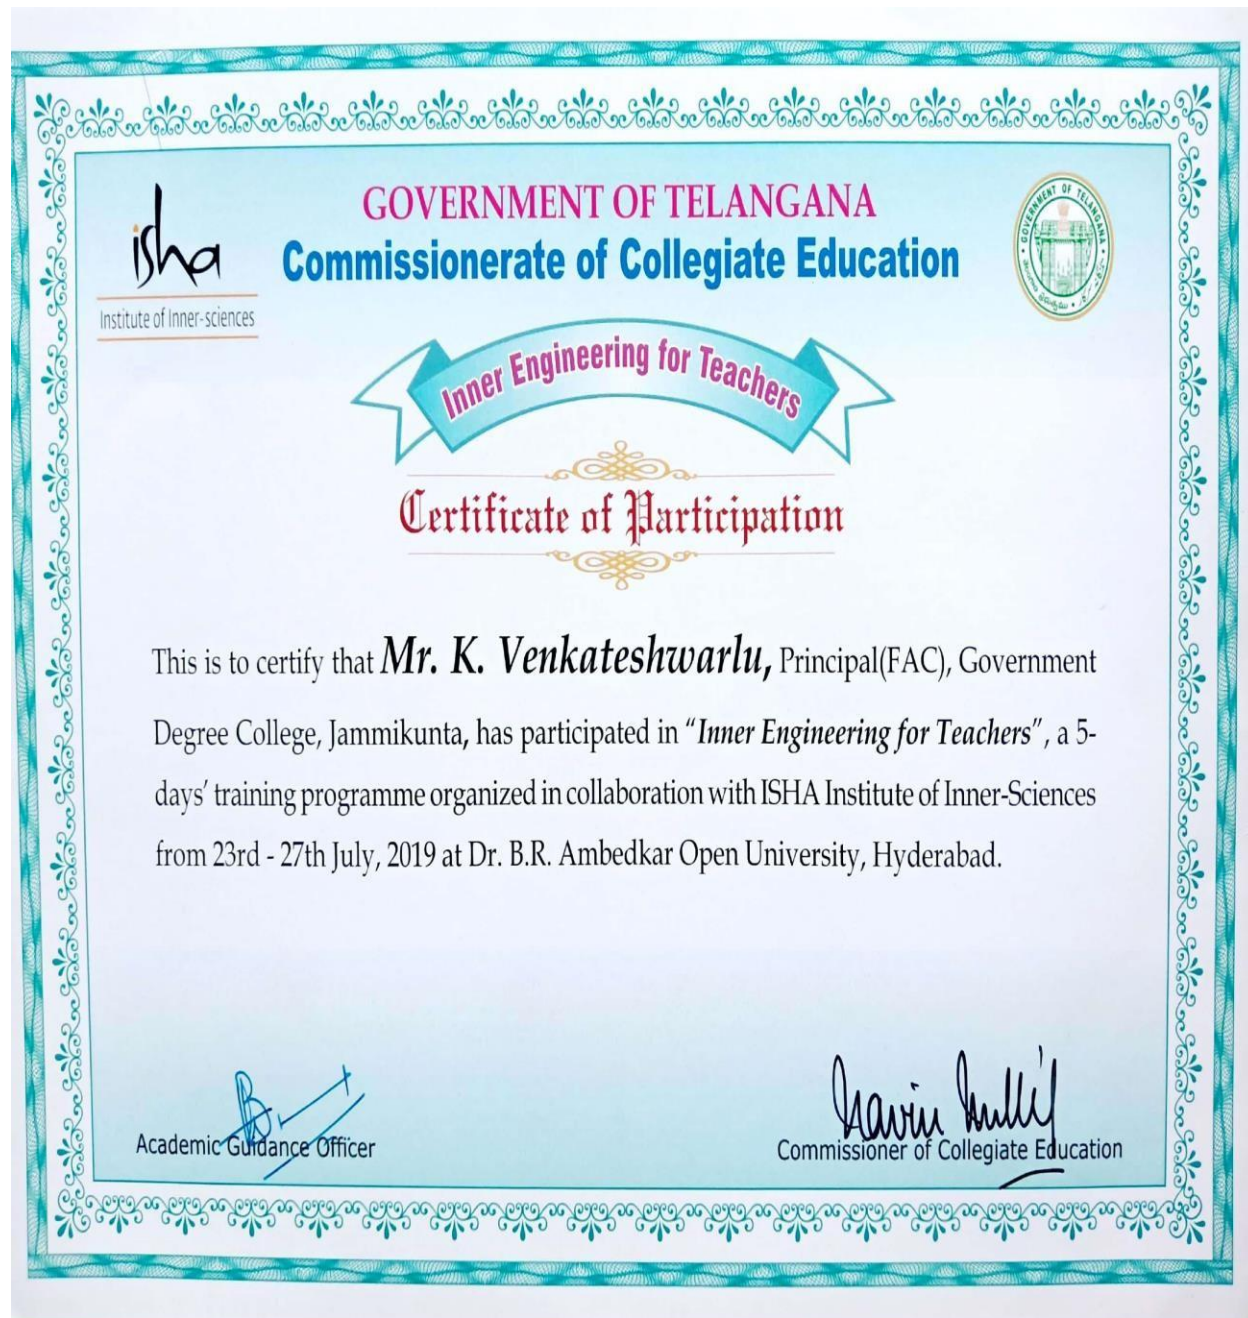 isha
Institute of Inner-sciences
GOVERNMENT OF TELANGANA
Commissionerate of Collegiate Education
GOVERNMENT OF TELANGANA
Inner Engineering for Teachers
Certificate of Participation
This is to certify that Mr. K. Venkateshwarlu, Principal(FAC), Government
Degree College, Jammikunta, has participated in “Inner Engineering for Teachers”, a 5-
days’ training programme organized in collaboration with ISHA Institute of Inner-Sciences
from 23rd - 27th July, 2019 at Dr. B.R. Ambedkar Open University, Hyderabad.
Academic Guidance Officer
Commissioner of Collegiate Education